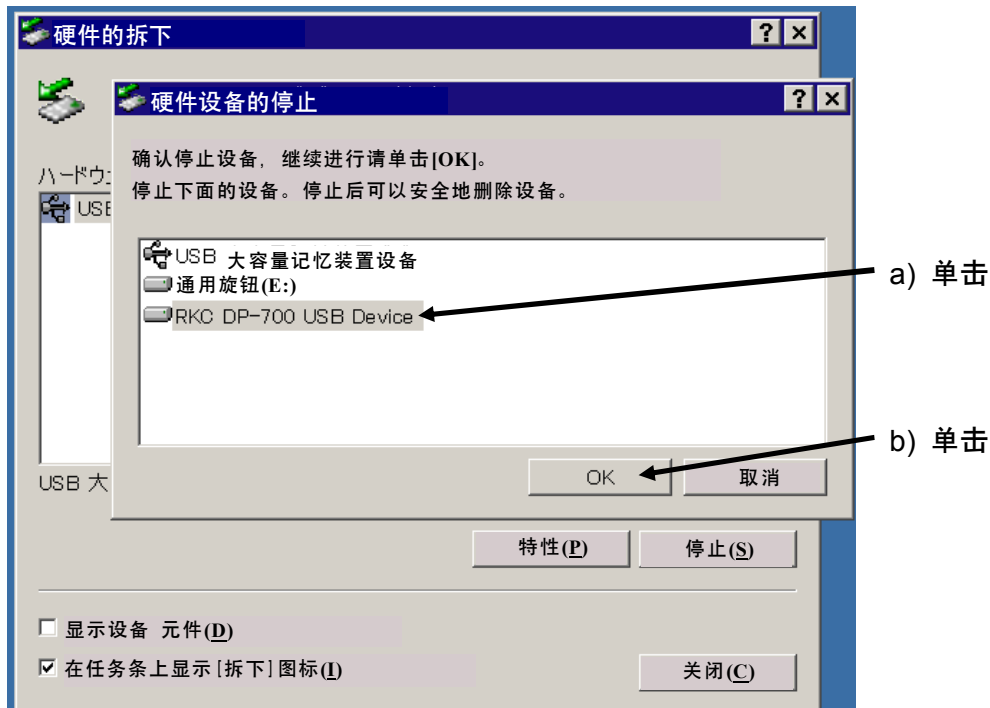 硬件的拆下
硬件设备的停止
确认停止设备, 继续进行请单击[OK]。
停止下面的设备。停止后可以安全地删除设备。
ハードウ
USB
USB 大容量记忆装置设备
通用旋钮(E:)
RKC DP-700 USB Device
a) 单击
b) 单击
OK
取消
USB 大
特性(P)
停止(S)
显示设备 元件(D)
在任务条上显示[拆下]图标(I)
关闭(C)